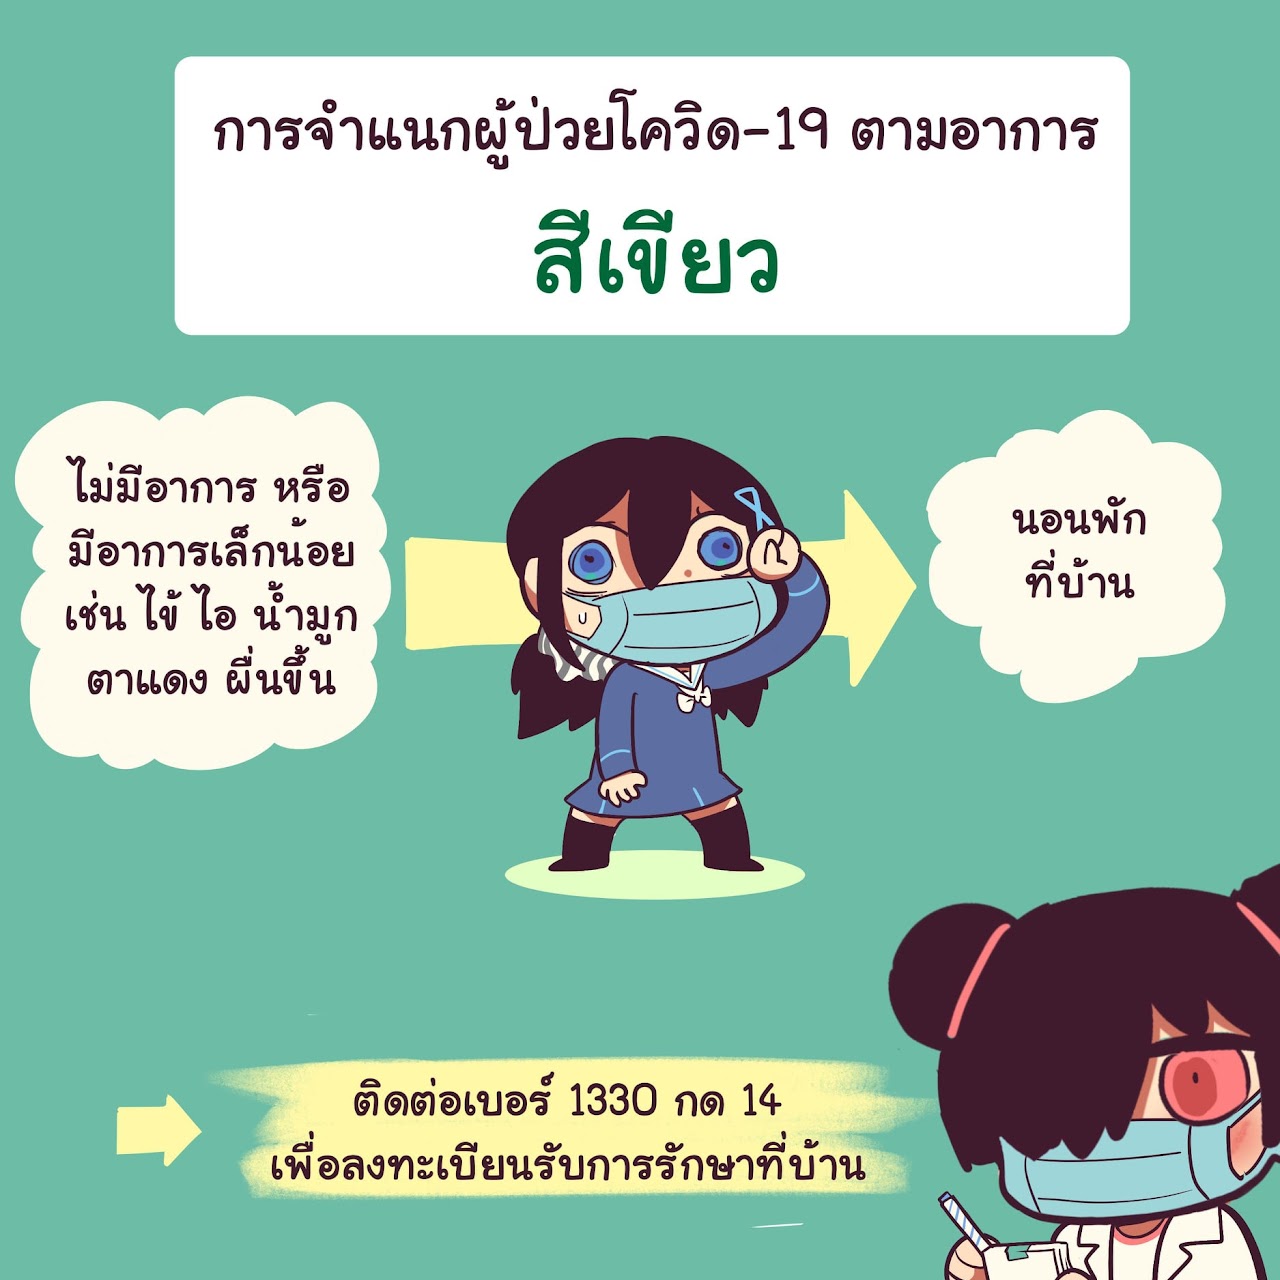 การจำแนกผู้ป่วยโควิด-19 ตามอาการ
สีเขียว
ไม่มีอาการ หรือ
มีอาการเล็กน้อย
เช่น ไข้ ไอ น้ำมูก
ตาแดง ผื่นขึ้น
นอนพัก
ที่บ้าน
ติดต่อเบอร์ 1330 กด 14
เพื่อลงทะเบียนรับการรักษาที่บ้าน